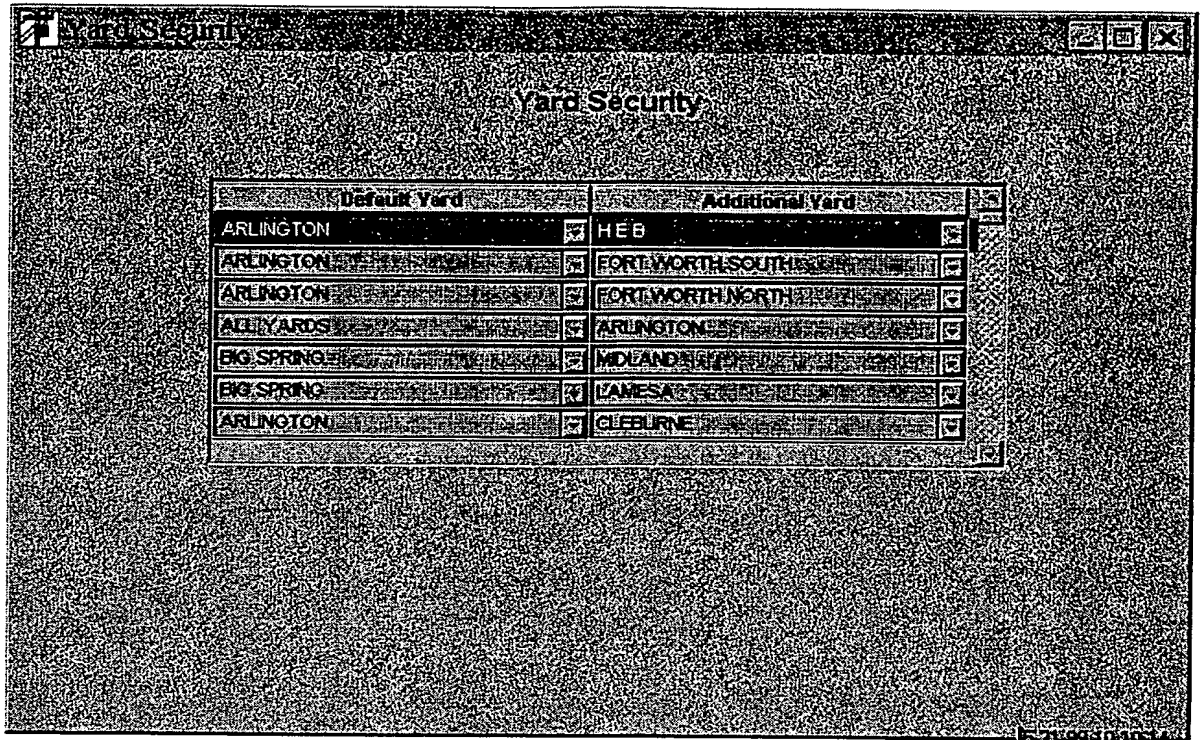 Yard Security
Yard Security
Default Yard Additional Yard
ARLINGTON H E B
ARLINGTON FORT WORTH SOUTH
ARLINGTON FORT WORTH NORTH
ALL YARDS ARLINGTON
BIG SPRING MIDLAND
BIG SPRING LAMESA
ARLINGTON CLEBURNE